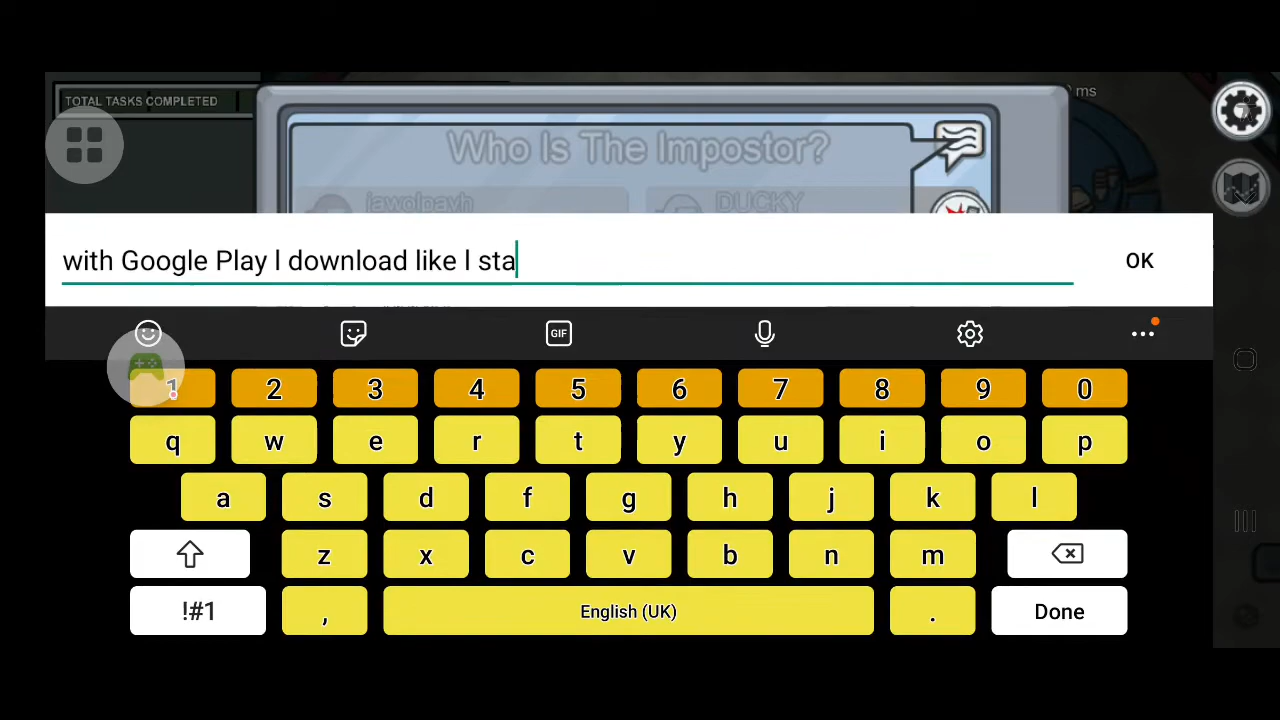 TOTAL TASKS COMPLETED
ms
Who Is The Impostor?
jawolpayh
DUCKY
with Google Play l download like l sta
OK
GIF
1 2 3 4 5 6 7 8 9 0
q w e r t y u i o p
a s d f g h j k l
z x c v b n m
!#1 , English (UK) . Done